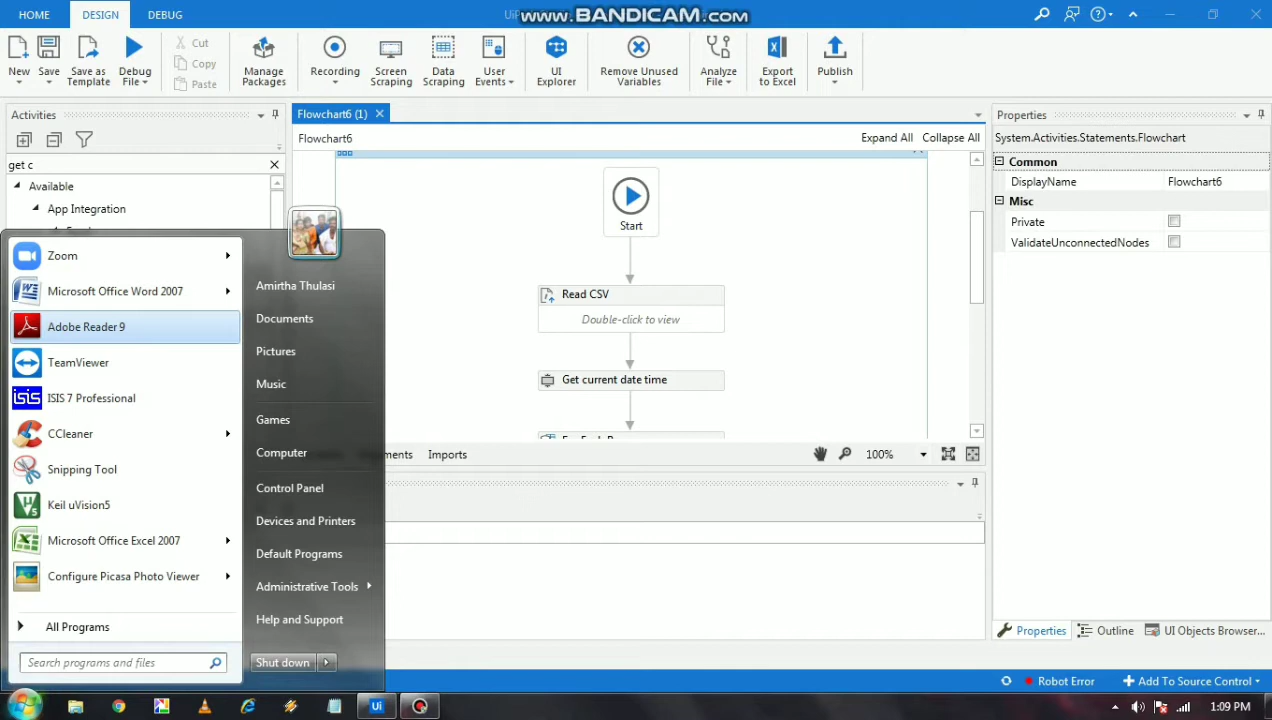 HOME
DESIGN
DEBUG
www.BANDICAM.com
New
Save
Save as
Template
Debug
File
Cut
Copy
Paste
Manage
Packages
Recording
Screen
Scraping
Data
Scraping
User
Events
UI
Explorer
Remove Unused
Variables
Analyze
File
Export
to Excel
Publish
Activities
get c
Available
App Integration
Flowchart6 (1)
Flowchart6
Expand All
Collapse All
Start
Read CSV
Double-click to view
Get current date time
Imports
100%
Properties
System.Activities.Statements.Flowchart
Common
DisplayName
Flowchart6
Misc
Private
ValidateUnconnectedNodes
Properties
Outline
UI Objects Browser...
Robot Error
Add To Source Control
Zoom
Microsoft Office Word 2007
Adobe Reader 9
TeamViewer
isis
ISIS 7 Professional
CCleaner
Snipping Tool
Keil uVision5
Microsoft Office Excel 2007
Configure Picasa Photo Viewer
All Programs
Search programs and files
Amirtha Thulasi
Documents
Pictures
Music
Games
Computer
Control Panel
Devices and Printers
Default Programs
Administrative Tools
Help and Support
Shut down
Ui
1:09 PM